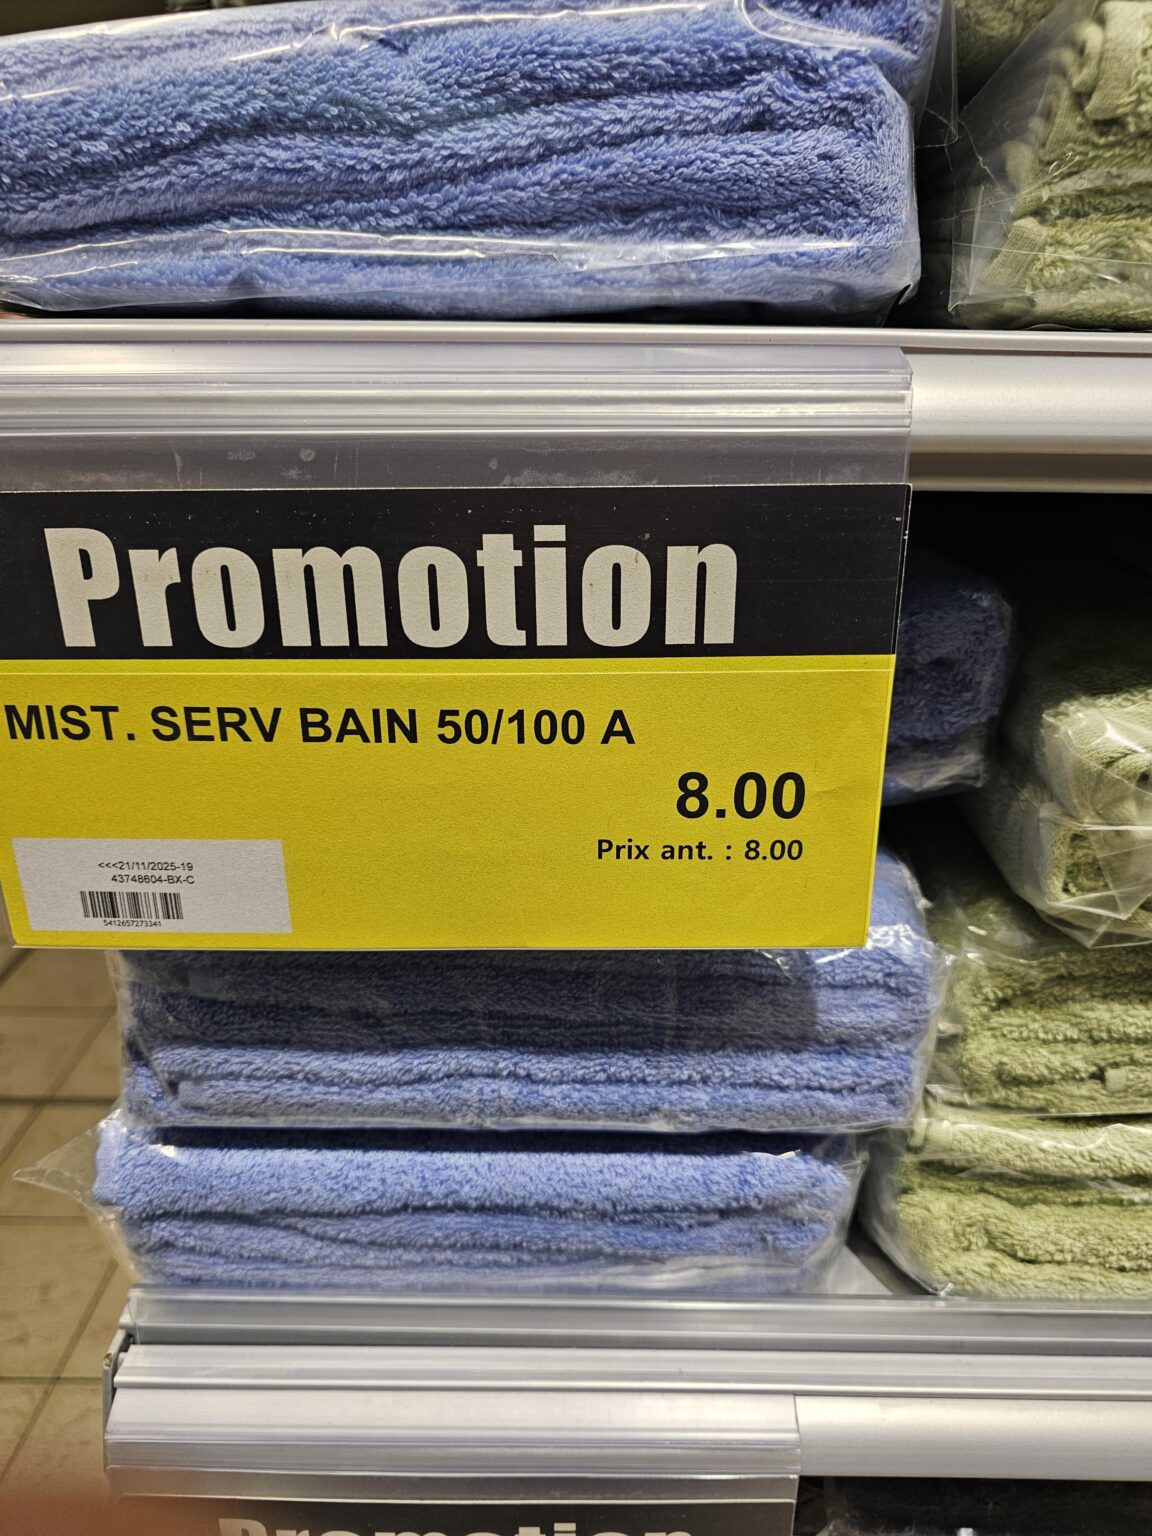 Promotion
MIST. SERV BAIN 50/100 A
8.00
Prix ant. : 8.00
<<<21/11/2025-19
43748604-BX-C
5412657273341
Promotion